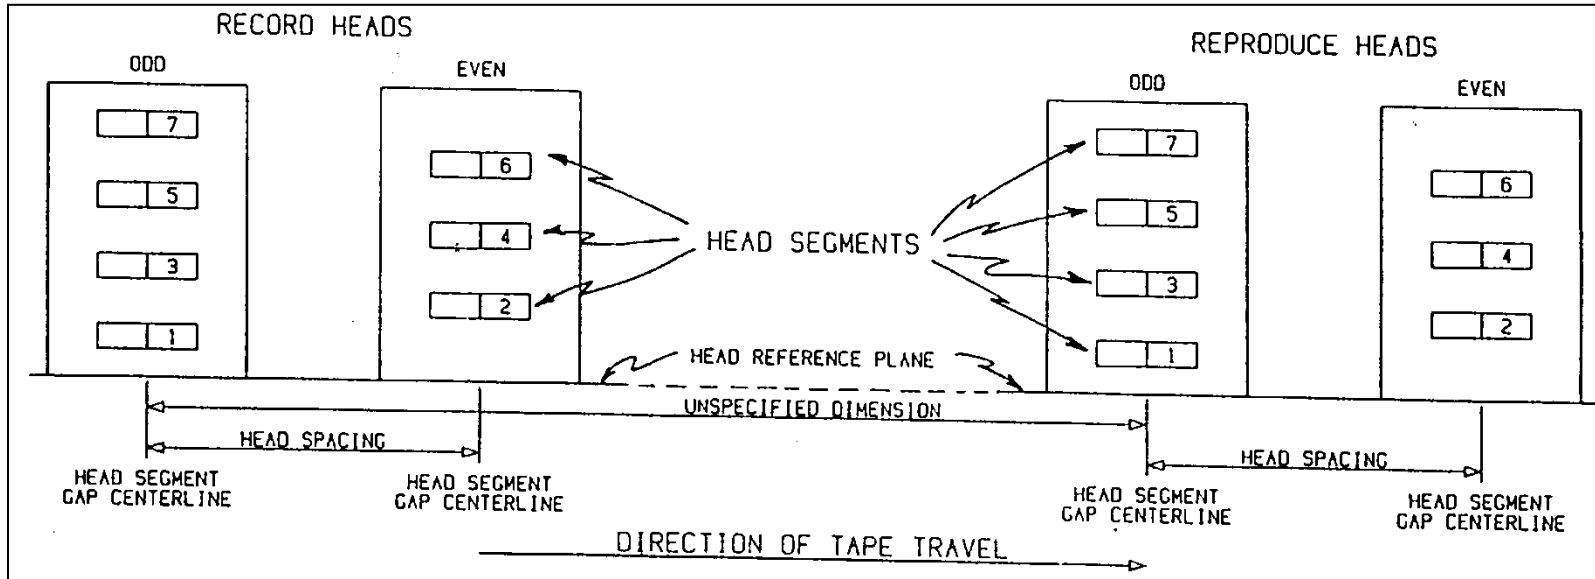 RECORD HEADS
REPRODUCE HEADS
ODD
EVEN
ODD
EVEN
7
5
3
1
6
4
2
HEAD SEGMENTS
7
5
3
1
6
4
2
HEAD REFERENCE PLANE
UNSPECIFIED DIMENSION
HEAD SPACING
HEAD SPACING
HEAD SEGMENT
GAP CENTERLINE
HEAD SEGMENT
GAP CENTERLINE
HEAD SEGMENT
GAP CENTERLINE
HEAD SEGMENT
GAP CENTERLINE
DIRECTION OF TAPE TRAVEL